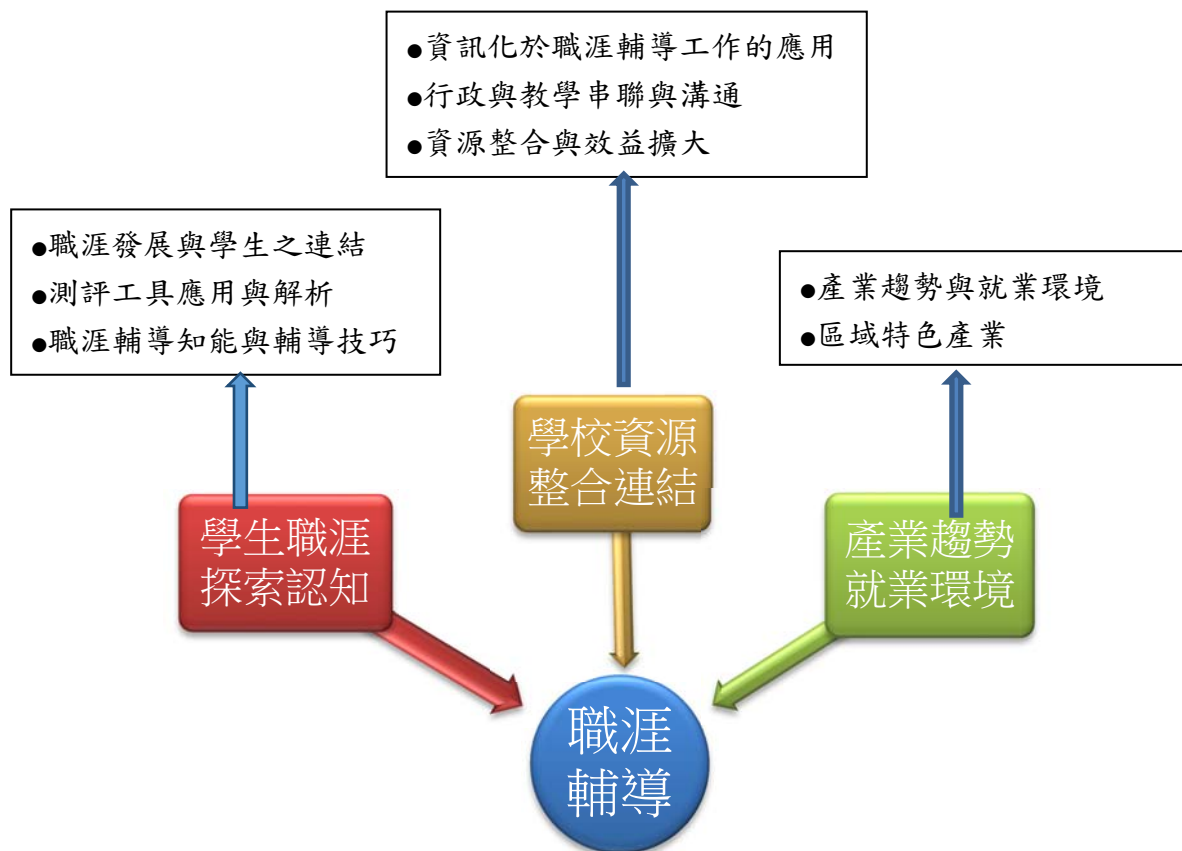 ●資訊化於職涯輔導工作的應用
●行政與教學串聯與溝通
●資源整合與效益擴大
●職涯發展與學生之連結
●測評工具應用與解析
●職涯輔導知能與輔導技巧
●產業趨勢與就業環境
●區域特色產業
學校資源
整合連結
學生職涯
探索認知
產業趨勢
就業環境
職涯
輔導